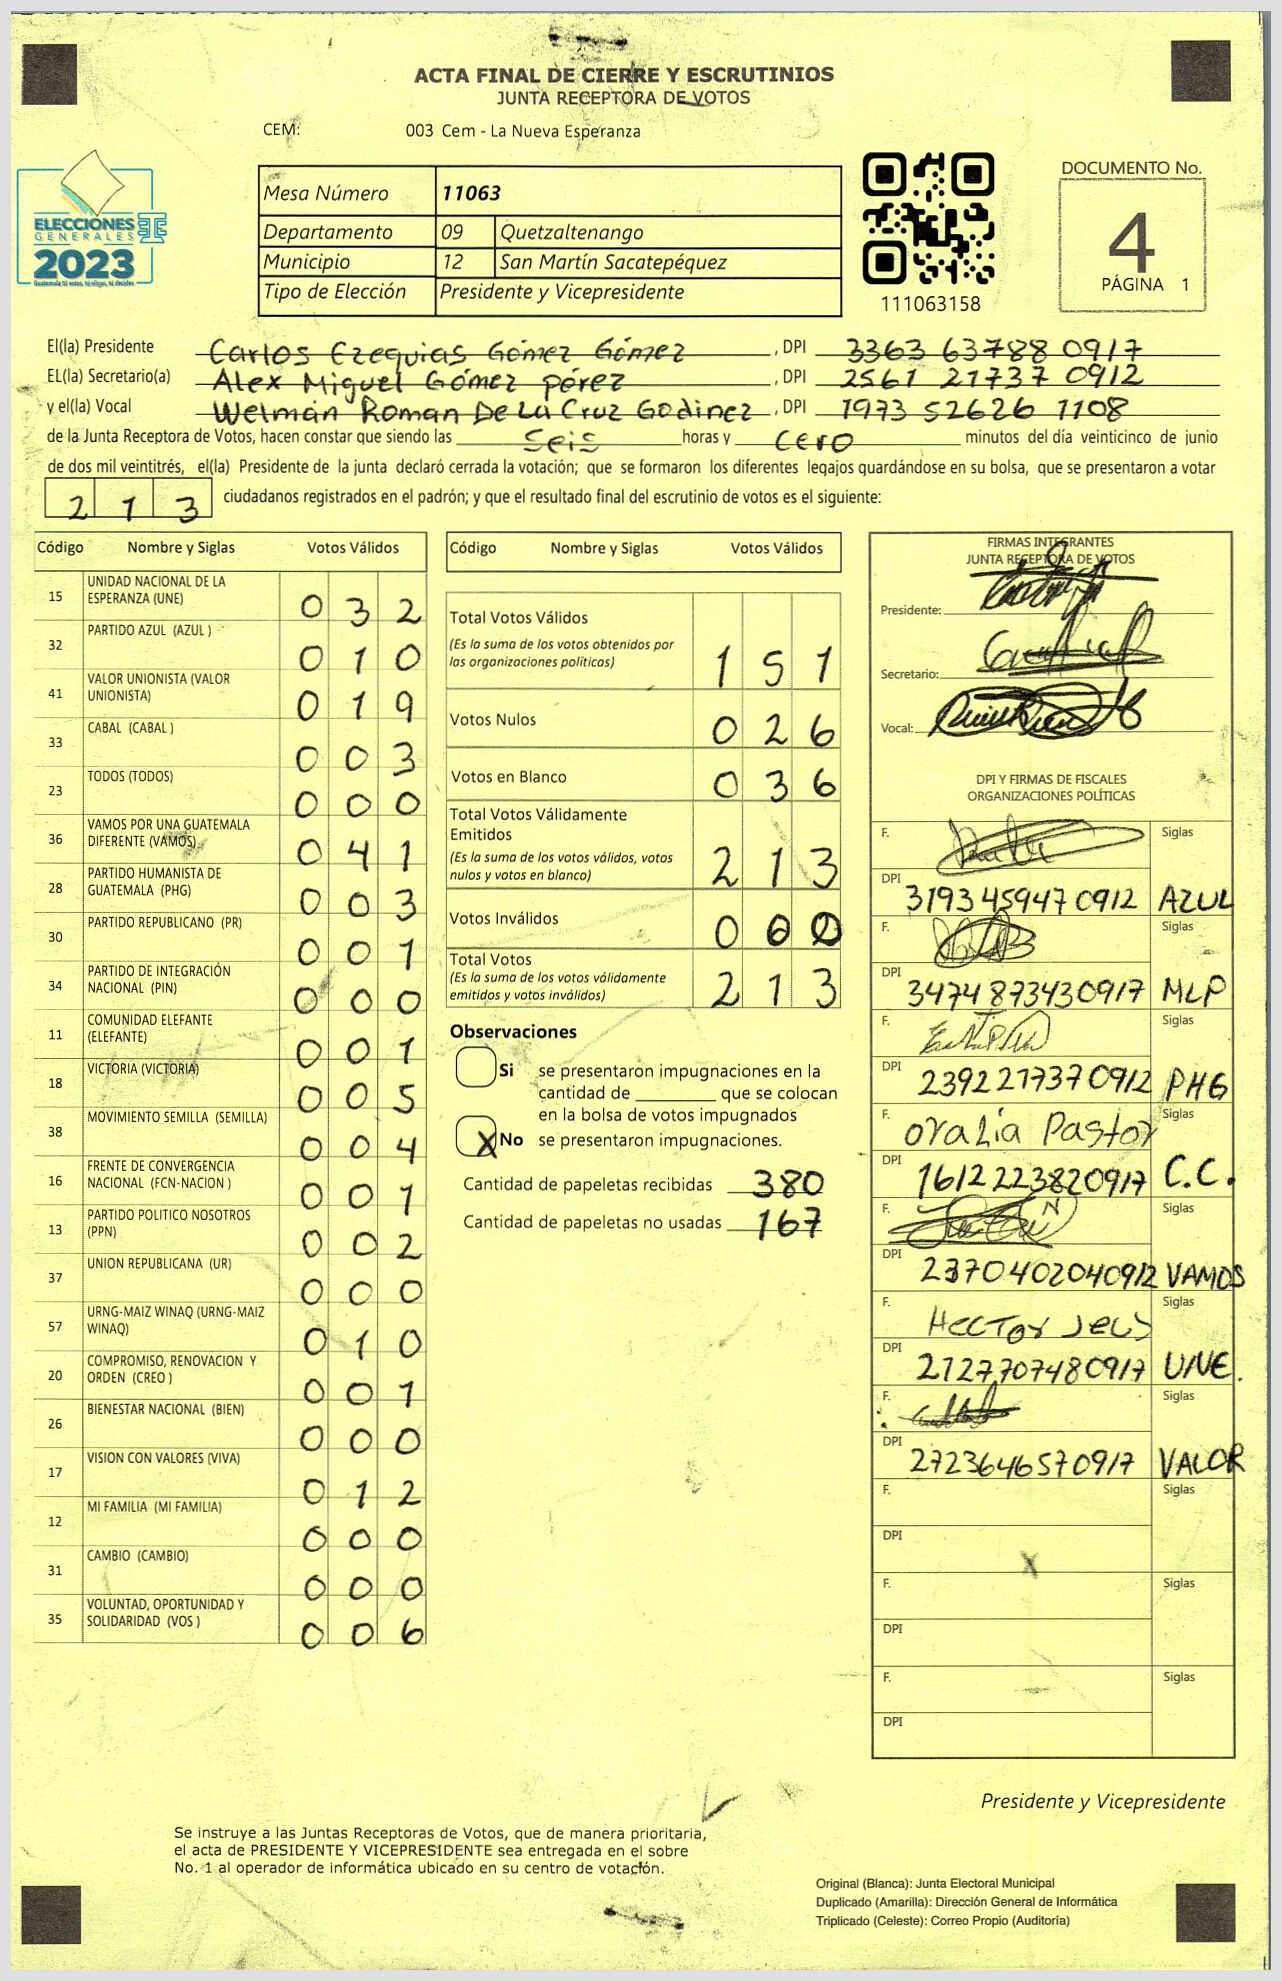 ACTA FINAL DE CIERRE Y ESCRUTINIOS
JUNTA RECEPTORA DE VOTOS
CEM: 003 Cem - La Nueva Esperanza
ELECCIONES
GENERALES
2023
Mesa Número 11063
Departamento 09 Quetzaltenango
Municipio 12 San Martín Sacatepéquez
Tipo de Elección Presidente y Vicepresidente
111063158
DOCUMENTO No.
4
PÁGINA 1
El(la) Presidente Carlos Ezequias Gómez Gómez, DPI 3363 63788 0917
EL(la) Secretario(a) Alex Miguel Gómez pérez, DPI 2561 21737 0912
y el(la) Vocal Welman Roman De La Cruz Godinez, DPI 1973 52626 1108
de la Junta Receptora de Votos, hacen constar que siendo las seis horas y cero minutos del día veinticinco de junio
de dos mil veintitrés, el(la) Presidente de la junta declaró cerrada la votación; que se formaron los diferentes legajos guardándose en su bolsa, que se presentaron a votar
213 ciudadanos registrados en el padrón; y que el resultado final del escrutinio de votos es el siguiente:
Código Nombre y Siglas Votos Válidos
15 UNIDAD NACIONAL DE LA ESPERANZA (UNE) 0 3 2
32 PARTIDO AZUL (AZUL ) 0 1 0
41 VALOR UNIONISTA (VALOR UNIONISTA) 0 1 9
33 CABAL (CABAL ) 0 0 3
23 TODOS (TODOS) 0 0 0
36 VAMOS POR UNA GUATEMALA DIFERENTE (VAMOS) 0 4 1
28 PARTIDO HUMANISTA DE GUATEMALA (PHG) 0 0 3
30 PARTIDO REPUBLICANO (PR) 0 0 1
34 PARTIDO DE INTEGRACIÓN NACIONAL (PIN) 0 0 0
11 COMUNIDAD ELEFANTE (ELEFANTE) 0 0 1
18 VICTORIA (VICTORIA) 0 0 5
38 MOVIMIENTO SEMILLA (SEMILLA) 0 0 4
16 FRENTE DE CONVERGENCIA NACIONAL (FCN-NACION ) 0 0 1
13 PARTIDO POLITICO NOSOTROS (PPN) 0 0 2
37 UNION REPUBLICANA (UR) 0 0 0
57 URNG-MAIZ WINAQ (URNG-MAIZ WINAQ) 0 1 0
20 COMPROMISO, RENOVACION Y ORDEN (CREO ) 0 0 1
26 BIENESTAR NACIONAL (BIEN) 0 0 0
17 VISION CON VALORES (VIVA) 0 1 2
12 MI FAMILIA (MI FAMILIA) 0 0 0
31 CAMBIO (CAMBIO) 0 0 0
35 VOLUNTAD, OPORTUNIDAD Y SOLIDARIDAD (VOS ) 0 0 6
Código Nombre y Siglas Votos Válidos
Total Votos Válidos
(Es la suma de los votos obtenidos por las organizaciones políticas) 1 5 1
Votos Nulos 0 2 6
Votos en Blanco 0 3 6
Total Votos Válidamente Emitidos
(Es la suma de los votos válidos, votos nulos y votos en blanco) 2 1 3
Votos Inválidos 0 0 0
Total Votos
(Es la suma de los votos válidamente emitidos y votos inválidos) 2 1 3
Observaciones
Si se presentaron impugnaciones en la
cantidad de ________ que se colocan
en la bolsa de votos impugnados
X No se presentaron impugnaciones.
Cantidad de papeletas recibidas 380
Cantidad de papeletas no usadas 167
FIRMAS INTEGRANTES
JUNTA RECEPTORA DE VOTOS
Presidente:
Secretario:
Vocal:
DPI Y FIRMAS DE FISCALES
ORGANIZACIONES POLÍTICAS
F. Siglas
DPI 3193459470912 AZUL
F. Siglas
DPI 3474873430917 MLP
F. Siglas
DPI 2392217370912 PHG
F. Oralia Pastor Siglas
DPI 1612223820917 C.C.
F. Siglas
DPI 2370402040912 VAMOS
F. Hector Siglas
DPI 2127707480917 UNE.
F. Siglas
DPI 2723646570917 VALOR
F. Siglas
DPI
F. Siglas
DPI
F. Siglas
DPI
Presidente y Vicepresidente
Se instruye a las Juntas Receptoras de Votos, que de manera prioritaria,
el acta de PRESIDENTE Y VICEPRESIDENTE sea entregada en el sobre
No. 1 al operador de informática ubicado en su centro de votación.
Original (Blanca): Junta Electoral Municipal
Duplicado (Amarilla): Dirección General de Informática
Triplicado (Celeste): Correo Propio (Auditoría)